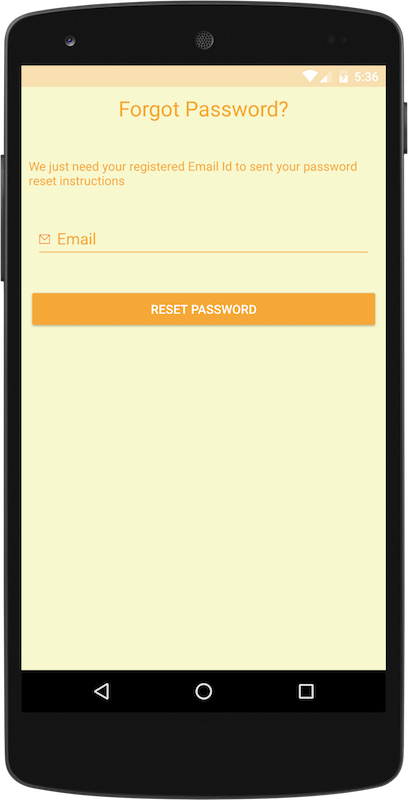 5:36
Forgot Password?
We just need your registered Email Id to sent your password
reset instructions
Email
RESET PASSWORD